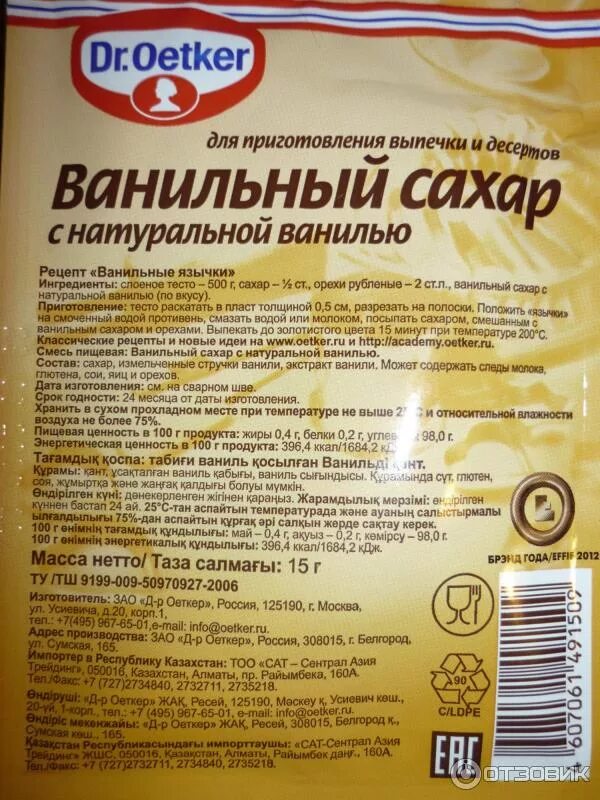 Dr.Oetker
для приготовления выпечки и десертов
Ванильный сахар
с натуральной ванилью
Рецепт «Ванильные язычки»
Ингредиенты: слоеное тесто – 500 г, сахар – ½ ст., орехи рубленые – 2 ст.л., ванильный сахар с
натуральной ванилью (по вкусу).
Приготовление: тесто раскатать в пласт толщиной 0,5 см, разрезать на полоски. Положить «язычки»
на смоченный водой противень, смазать водой или молоком, посыпать сахаром, смешанным с
ванильным сахаром и орехами. Выпекать до золотистого цвета 15 минут при температуре 200°С.
Классические рецепты и новые идеи на www.oetker.ru и http://academy.oetker.ru.
Смесь пищевая: Ванильный сахар с натуральной ванилью.
Состав: сахар, измельченные стручки ванили, экстракт ванили. Может содержать следы молока,
глютена, сои, яиц и орехов.
Дата изготовления: см. на сварном шве.
Срок годности: 24 месяца от даты изготовления.
Хранить в сухом прохладном месте при температуре не выше 25°С и относительной влажности
воздуха не более 75%.
Пищевая ценность в 100 г продукта: жиры 0,4 г, белки 0,2 г, углеводы 98,0 г.
Энергетическая ценность в 100 г продукта: 396,4 ккал/1684,2 кДж.
Тағамдық қоспа: табиғи ваниль қосылған Ванильді қант.
Құрамы: қант, ұсақталған ваниль қабығы, ваниль сығындысы. Құрамында сүт, глютен,
соя, жұмыртқа және жаңғақ қалдығы болуы мүмкін.
Өндірілген күні: дәнекерленген жігінен қараңыз. Жарамдылық мерзімі: өндірілген
күннен бастап 24 ай. 25°С-тан аспайтын температурада және ауаның салыстырмалы
ылғалдылығы 75%-дан аспайтын құрғақ әрі салқын жерде сақтау керек.
100 г өнімнің тағамдық құндылығы: май – 0,4 г, ақуыз – 0,2 г, көмірсу – 98,0 г.
100 г өнімнің энергетикалық құндылығы: 396,4 ккал/1684,2 кДж.
Масса нетто/ Таза салмағы: 15 г
ТУ /ТШ 9199-009-50970927-2006
БРЭНД ГОДА/EFFIE 2012
Изготовитель: ЗАО «Д-р Оеткер», Россия, 125190, г. Москва,
ул. Усиевича, д.20, корп.1,
тел.: +7(495) 967-65-01,e-mail: info@oetker.ru.
Адрес производства: ЗАО «Д-р Оеткер», Россия, 308015, г. Белгород,
ул. Сумская, 165.
Импортер в Республику Казахстан: ТОО «САТ – Сентрал Азия
Трейдинг», 050016, Казахстан, Алматы, пр. Райымбека, 160А.
Тел./Факс: +7 (727)2734840, 2732711, 2735218.
Өндіруші: «Д-р Оеткер» ЖАҚ, Ресей, 125190, Мәскеу қ, Усиевич көш.,
20-үй, 1-корп., тел.: +7 (495) 967-65-01, e-mail: info@oetker.ru.
Өндіріс мекенжайы: «Д-р Оеткер» ЖАҚ, Ресей, 308015, Белгород қ.,
Сумская көш., 165.
Қазақстан Республикасындағы импорттаушы: «САТ-Сентрал Азия
Трейдинг» ЖШС, 050016, Қазақстан, Алматы, Райымбек даңғ., 160А.
Тел./Факс: +7 (727)2732711, 2734840, 2735218.
90
C/LDPE
EAC
4 607061 491509
ОТЗОВИК